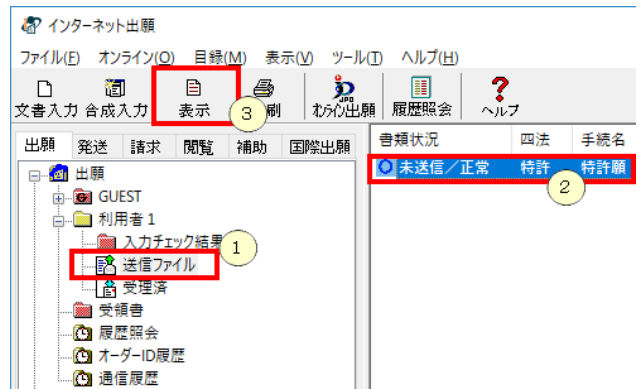 インターネット出願
ファイル(F) オンライン(O) 目録(M) 表示(V) ツール(T) ヘルプ(H)
文書入力 合成入力 表示 3 刷 JPO 出願 履歴照会 ヘルプ
出願 発送 請求 閲覧 補助 国際出願
書類状況 四法 手続名
出願
未送信／正常 特許 特許願
2
GUEST
利用者１
入力チェック結果
1
送信ファイル
受理済
受領書
履歴照会
オーダーID履歴
通信履歴